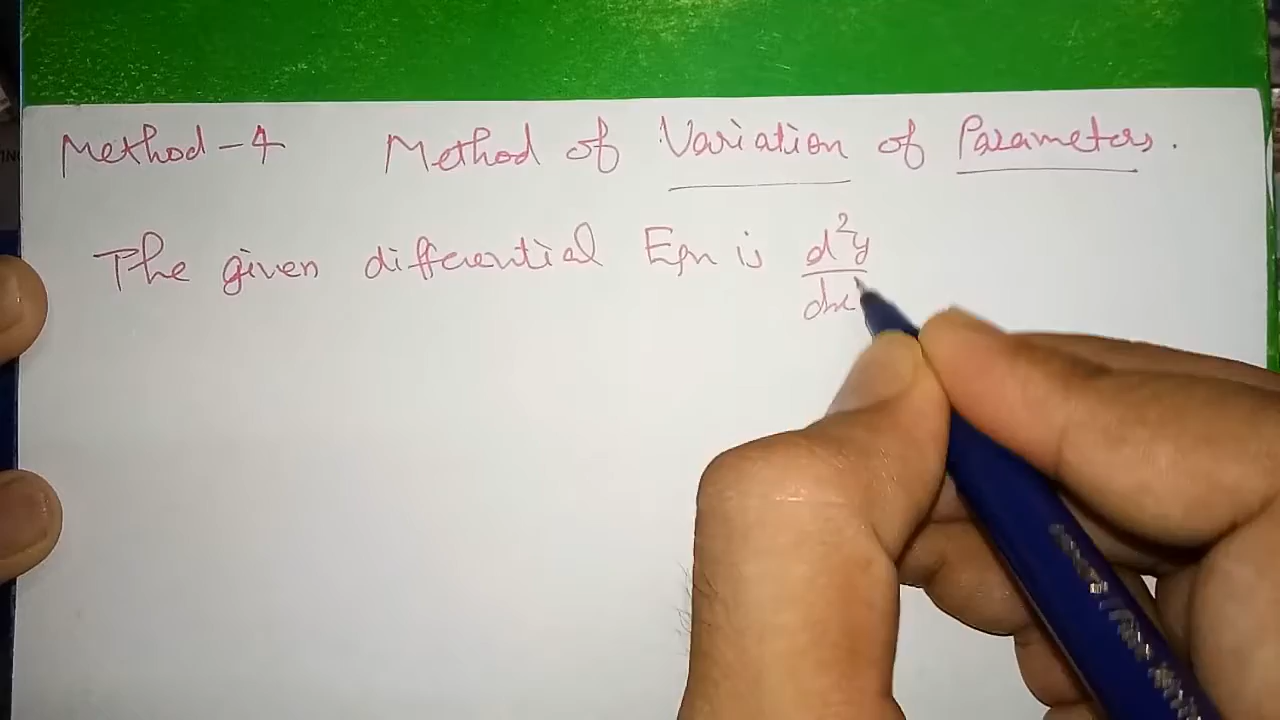 Method-4 Method of Variation of Parameters.
The given differential Eqn is d²y
dx